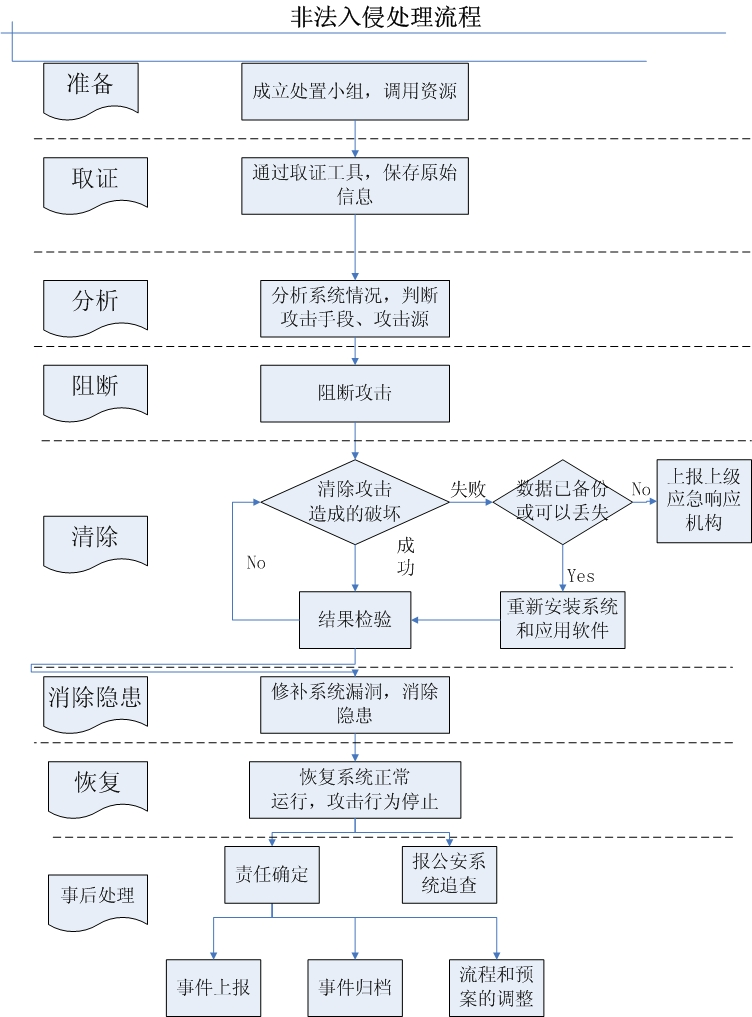 非法入侵处理流程
准备
成立处置小组，调用资源
取证
通过取证工具，保存原始
信息
分析
分析系统情况，判断
攻击手段、攻击源
阻断
阻断攻击
清除
清除攻击
造成的破坏
失败
数据已备份
或可以丢失
No
上报上级
应急响应
机构
No
成
功
Yes
结果检验
重新安装系统
和应用软件
消除隐患
修补系统漏洞，消除
隐患
恢复
恢复系统正常
运行，攻击行为停止
事后处理
责任确定
报公安系
统追查
事件上报
事件归档
流程和预
案的调整